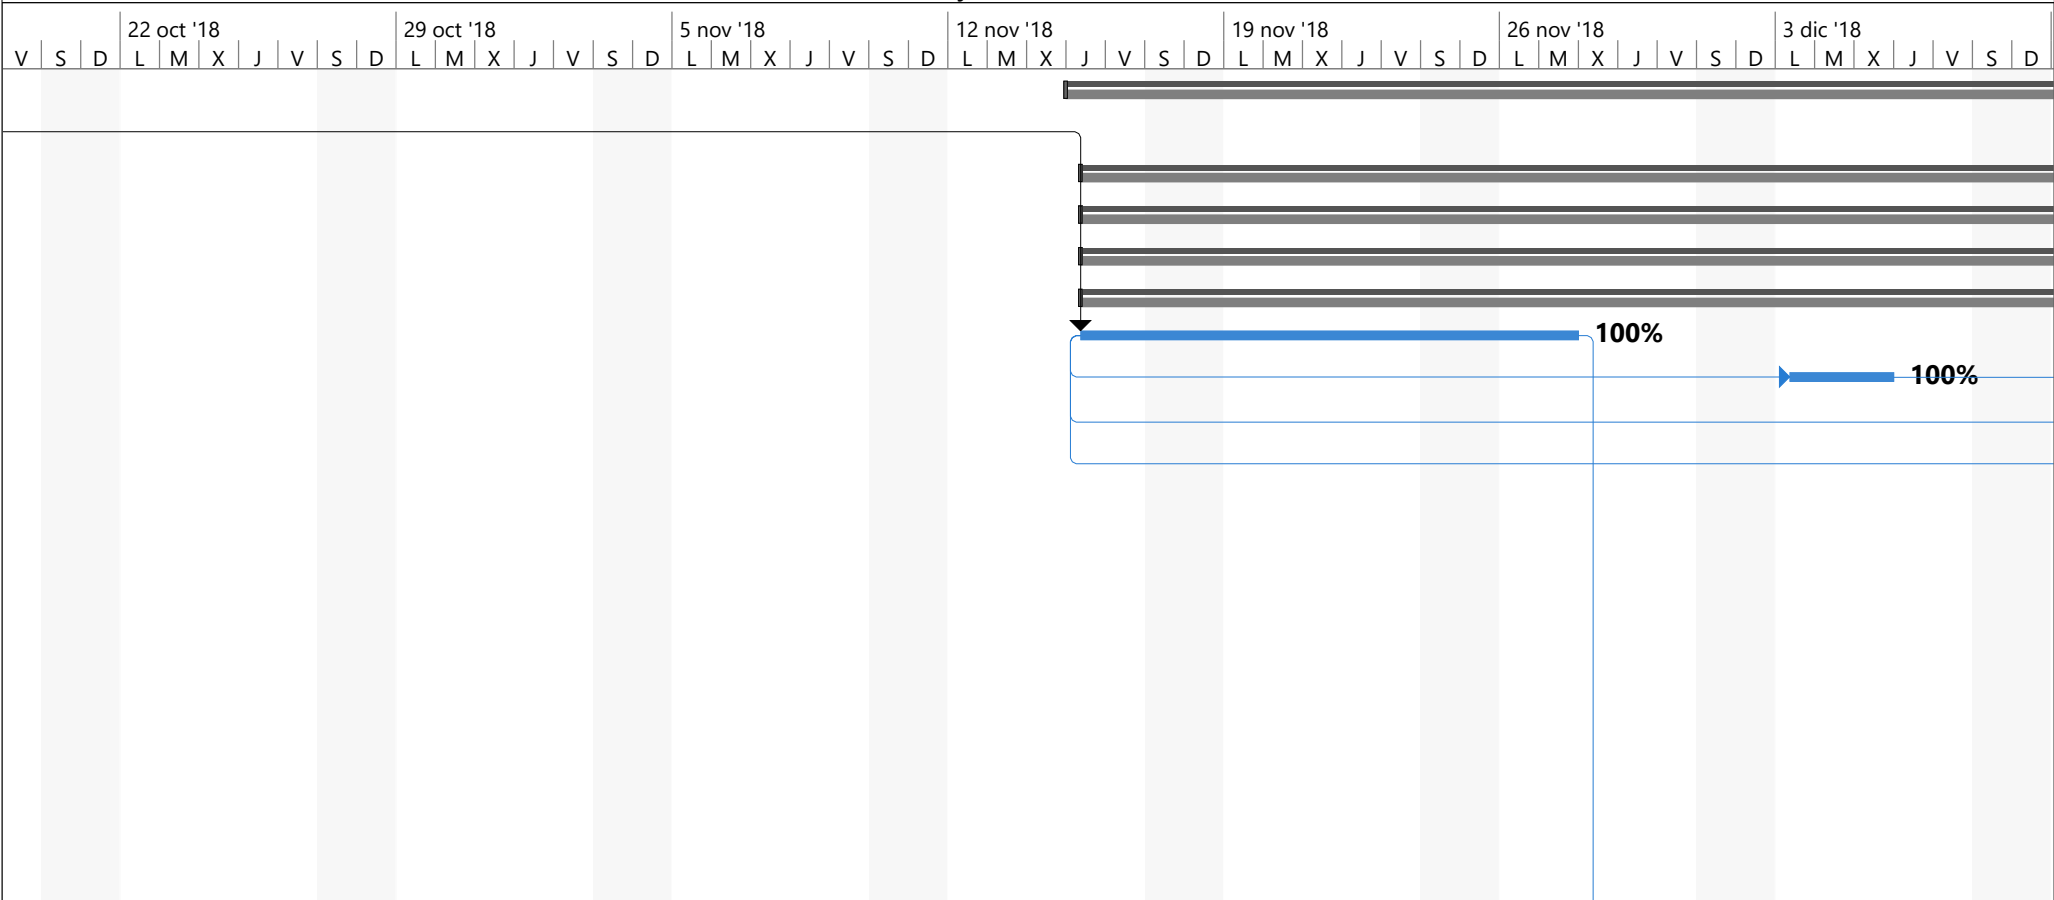 22 oct '18 29 oct '18 5 nov '18 12 nov '18 19 nov '18 26 nov '18 3 dic '18
V S D L M X J V S D L M X J V S D L M X J V S D L M X J V S D L M X J V S D L M X J V S D L M X J V S D
100%
100%